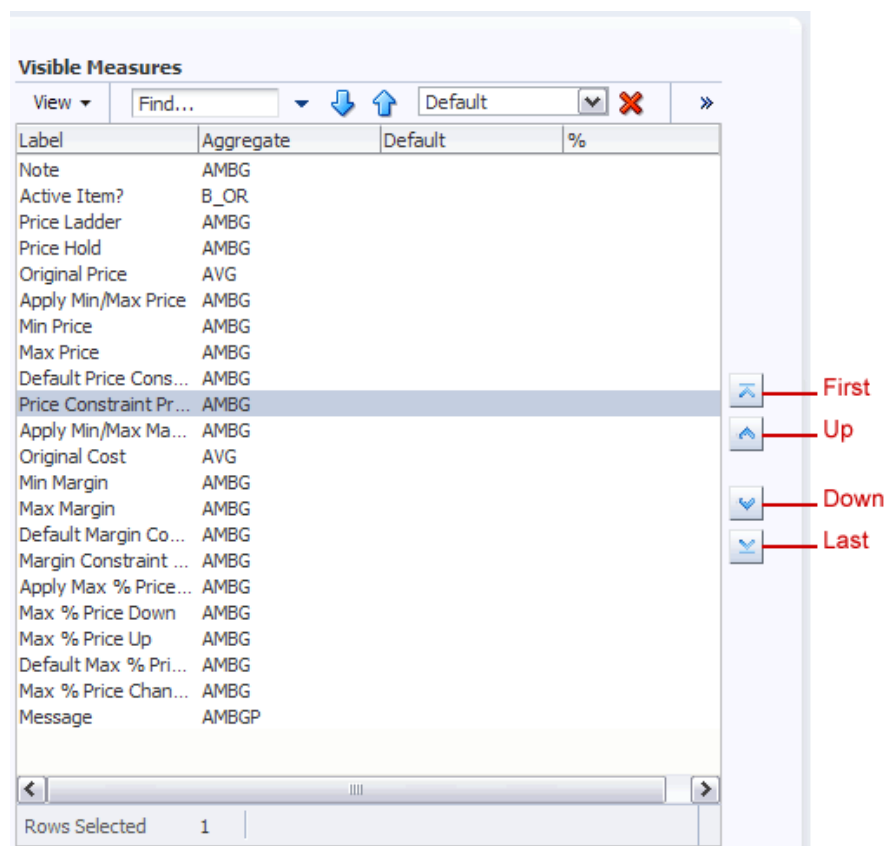 Visible Measures
View Find... Default »
Label Aggregate Default %
Note AMBG
Active Item? B_OR
Price Ladder AMBG
Price Hold AMBG
Original Price AVG
Apply Min/Max Price AMBG
Min Price AMBG
Max Price AMBG
Default Price Cons... AMBG
Price Constraint Pr... AMBG
First
Apply Min/Max Ma... AMBG
Up
Original Cost AVG
Min Margin AMBG
Max Margin AMBG
Down
Default Margin Co... AMBG
Last
Margin Constraint ... AMBG
Apply Max % Price... AMBG
Max % Price Down AMBG
Max % Price Up AMBG
Default Max % Pri... AMBG
Max % Price Chan... AMBG
Message AMBGP
Rows Selected 1